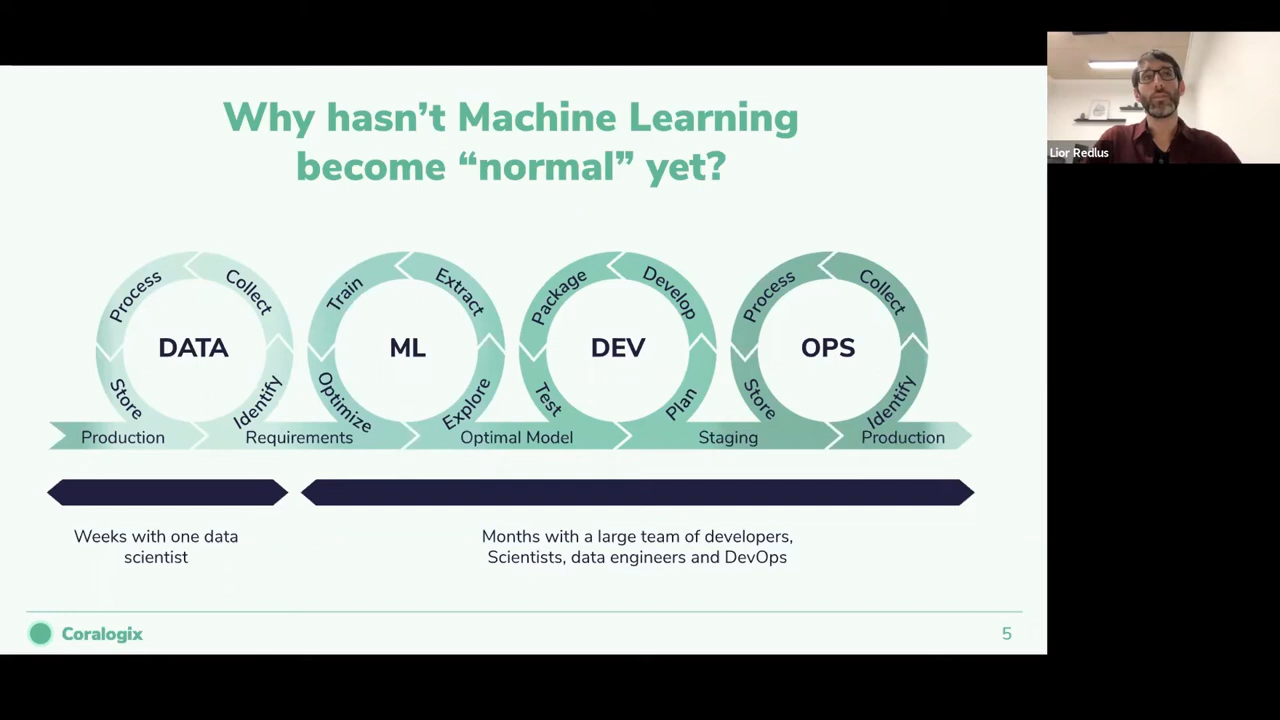 Why hasn’t Machine Learning
become “normal” yet?
Lior Redlus
Process
Collect
DATA
Store
Identify
Train
Extract
ML
Optimize
Explore
Package
Develop
DEV
Test
Plan
Process
Collect
OPS
Store
Identify
Production
Requirements
Optimal Model
Staging
Production
Weeks with one data
scientist
Months with a large team of developers,
Scientists, data engineers and DevOps
Coralogix
5